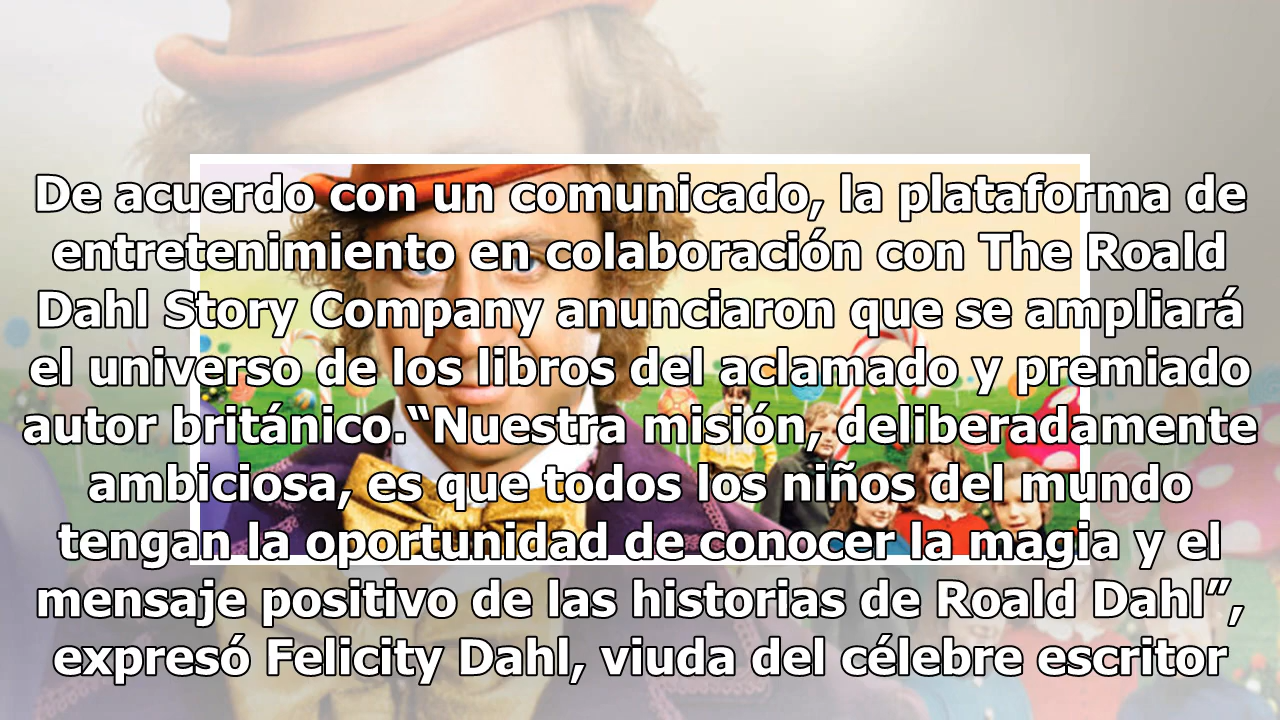 De acuerdo con un comunicado, la plataforma de
entretenimiento en colaboración con The Roald
Dahl Story Company anunciaron que se ampliará
el universo de los libros del aclamado y premiado
autor británico.“Nuestra misión, deliberadamente
ambiciosa, es que todos los niños del mundo
tengan la oportunidad de conocer la magia y el
mensaje positivo de las historias de Roald Dahl”,
expresó Felicity Dahl, viuda del célebre escritor